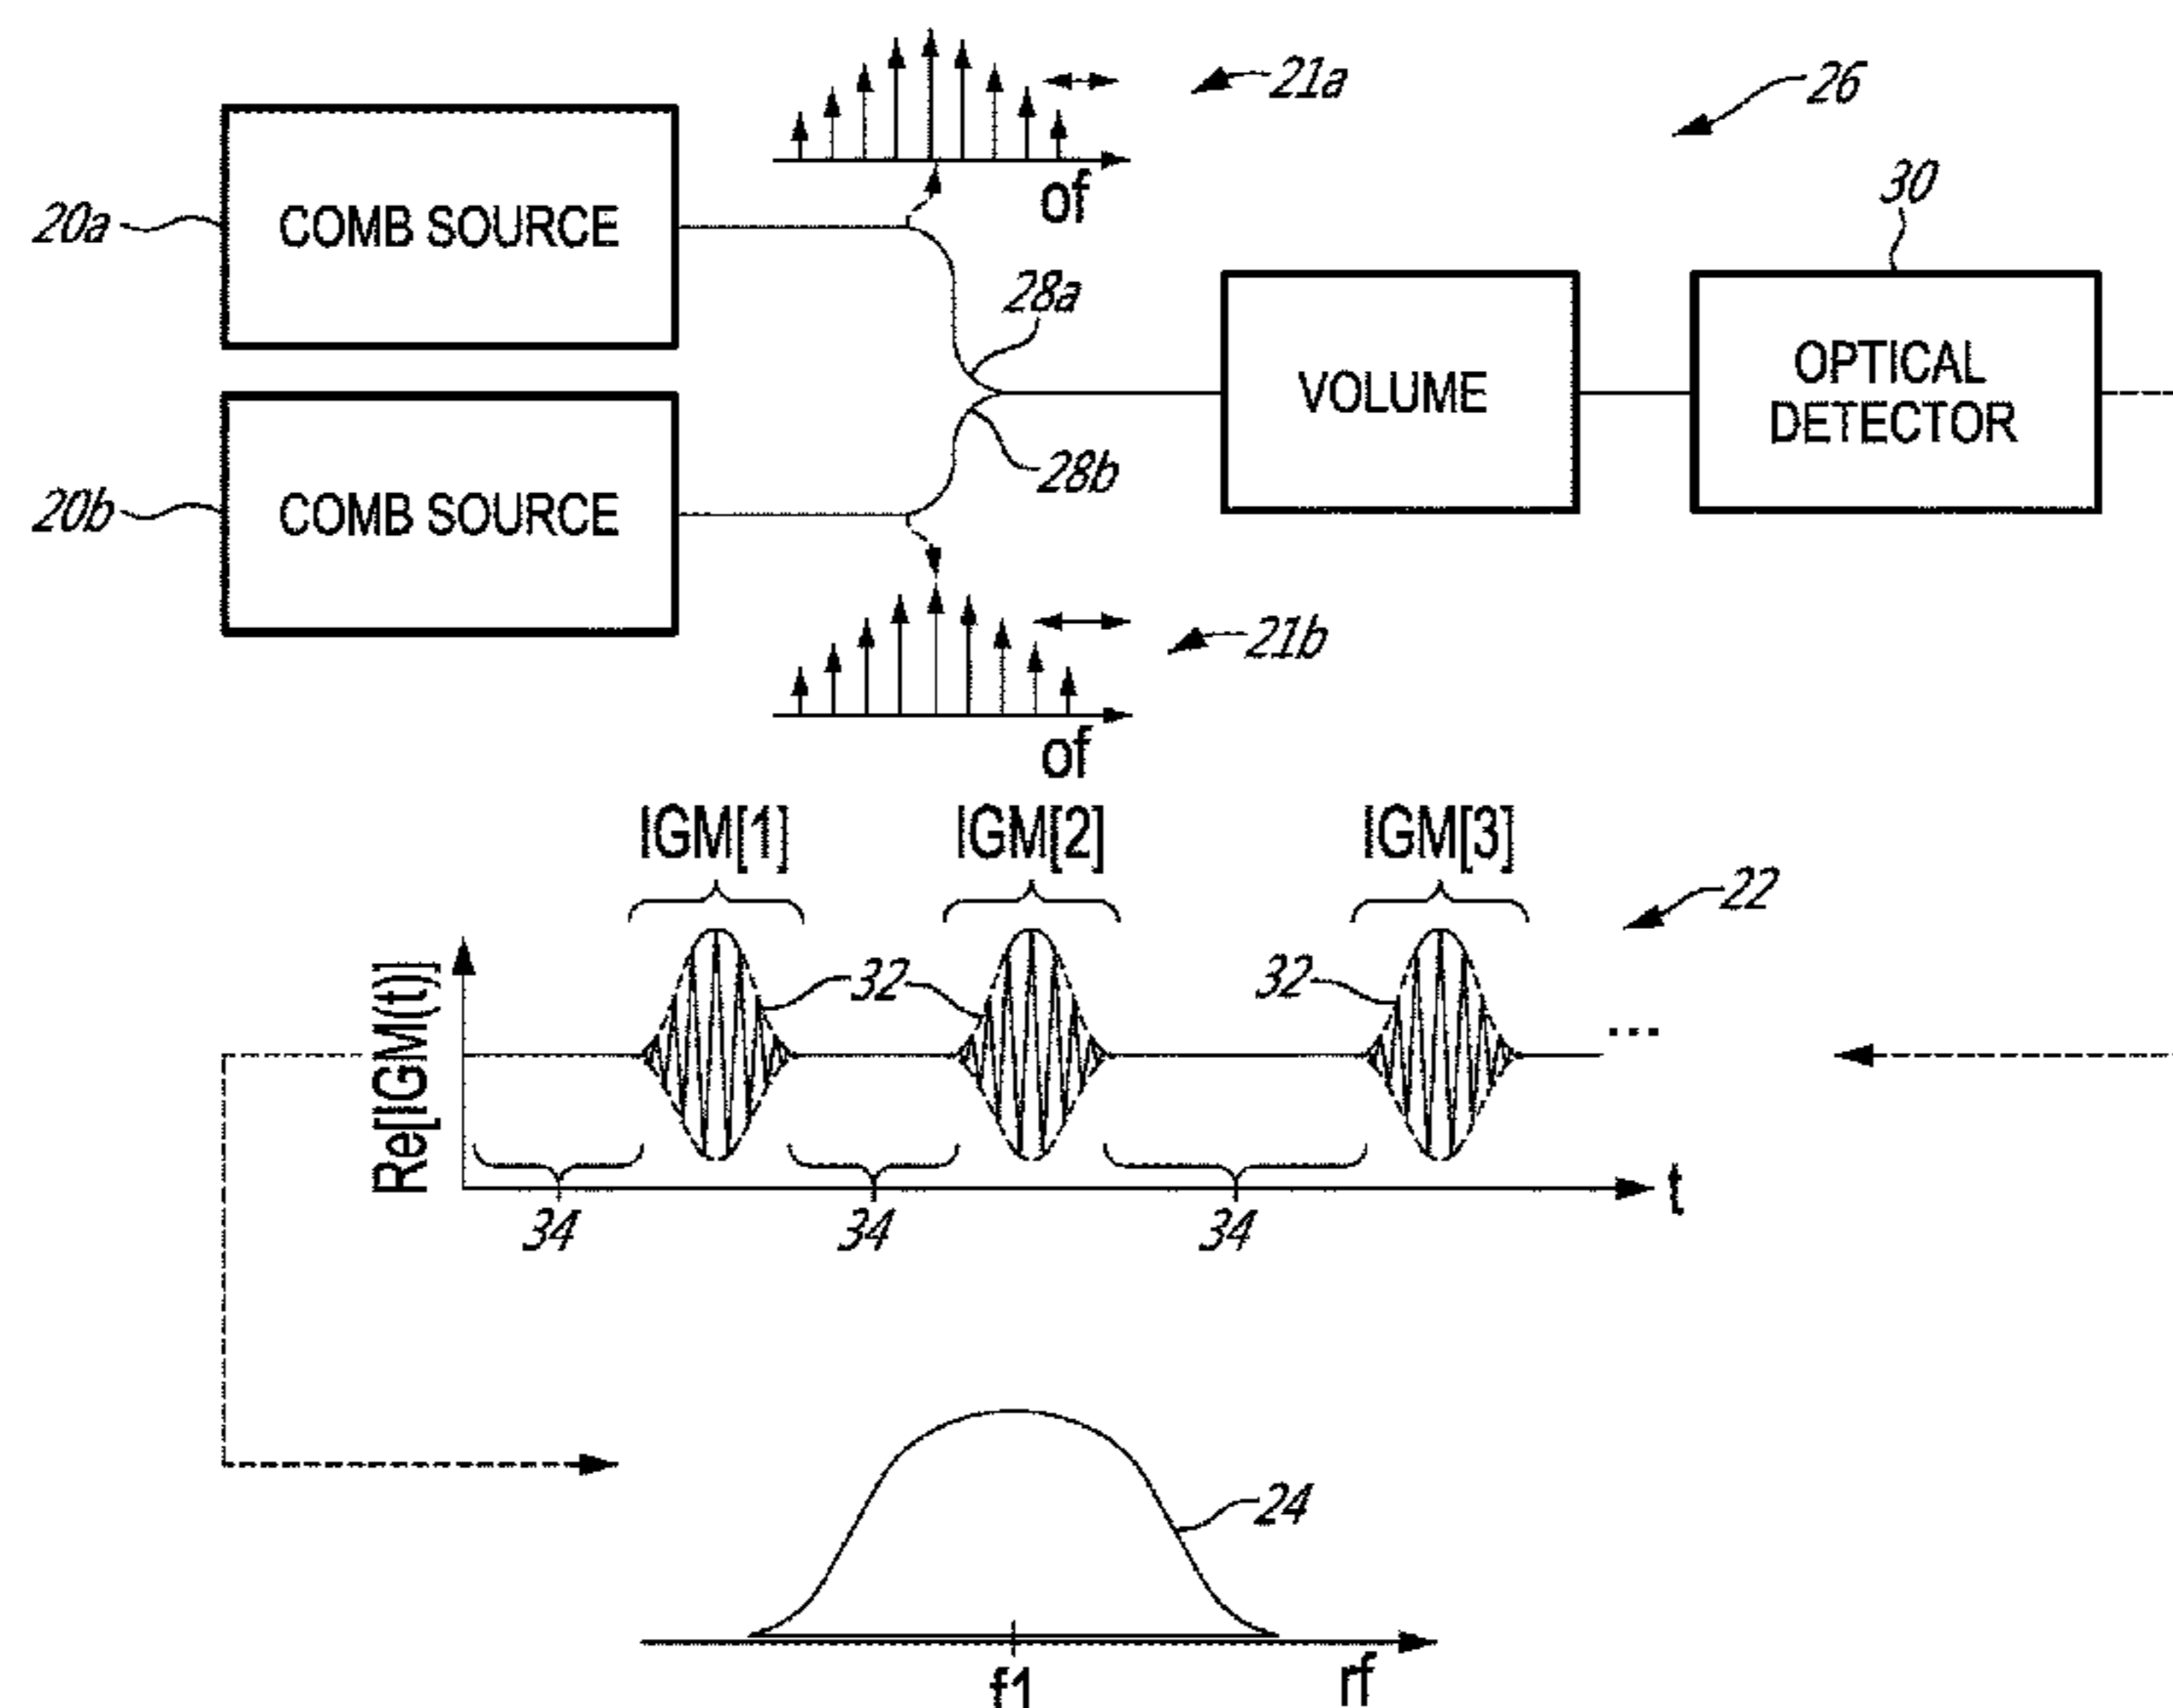 21a
26
of
30
20a
COMB SOURCE
28a
VOLUME
OPTICAL
DETECTOR
28b
20b
COMB SOURCE
21b
of
IGM[1]
IGM[2]
IGM[3]
22
Re[IGM(t)]
32
32
...
t
34
34
34
24
f1
rf